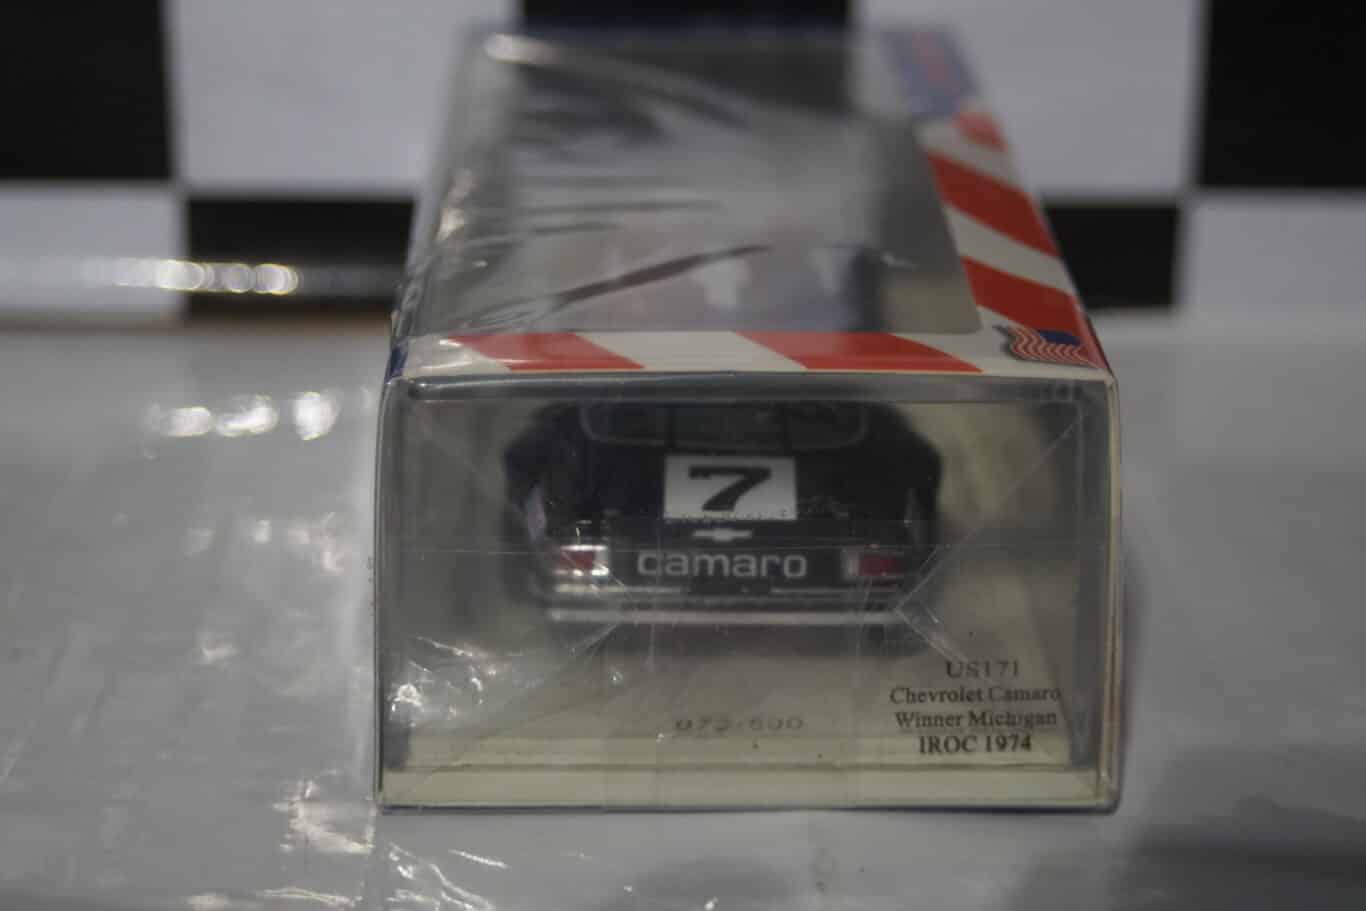 7
camaro
US171
Chevrolet Camaro
Winner Michigan
IROC 1974